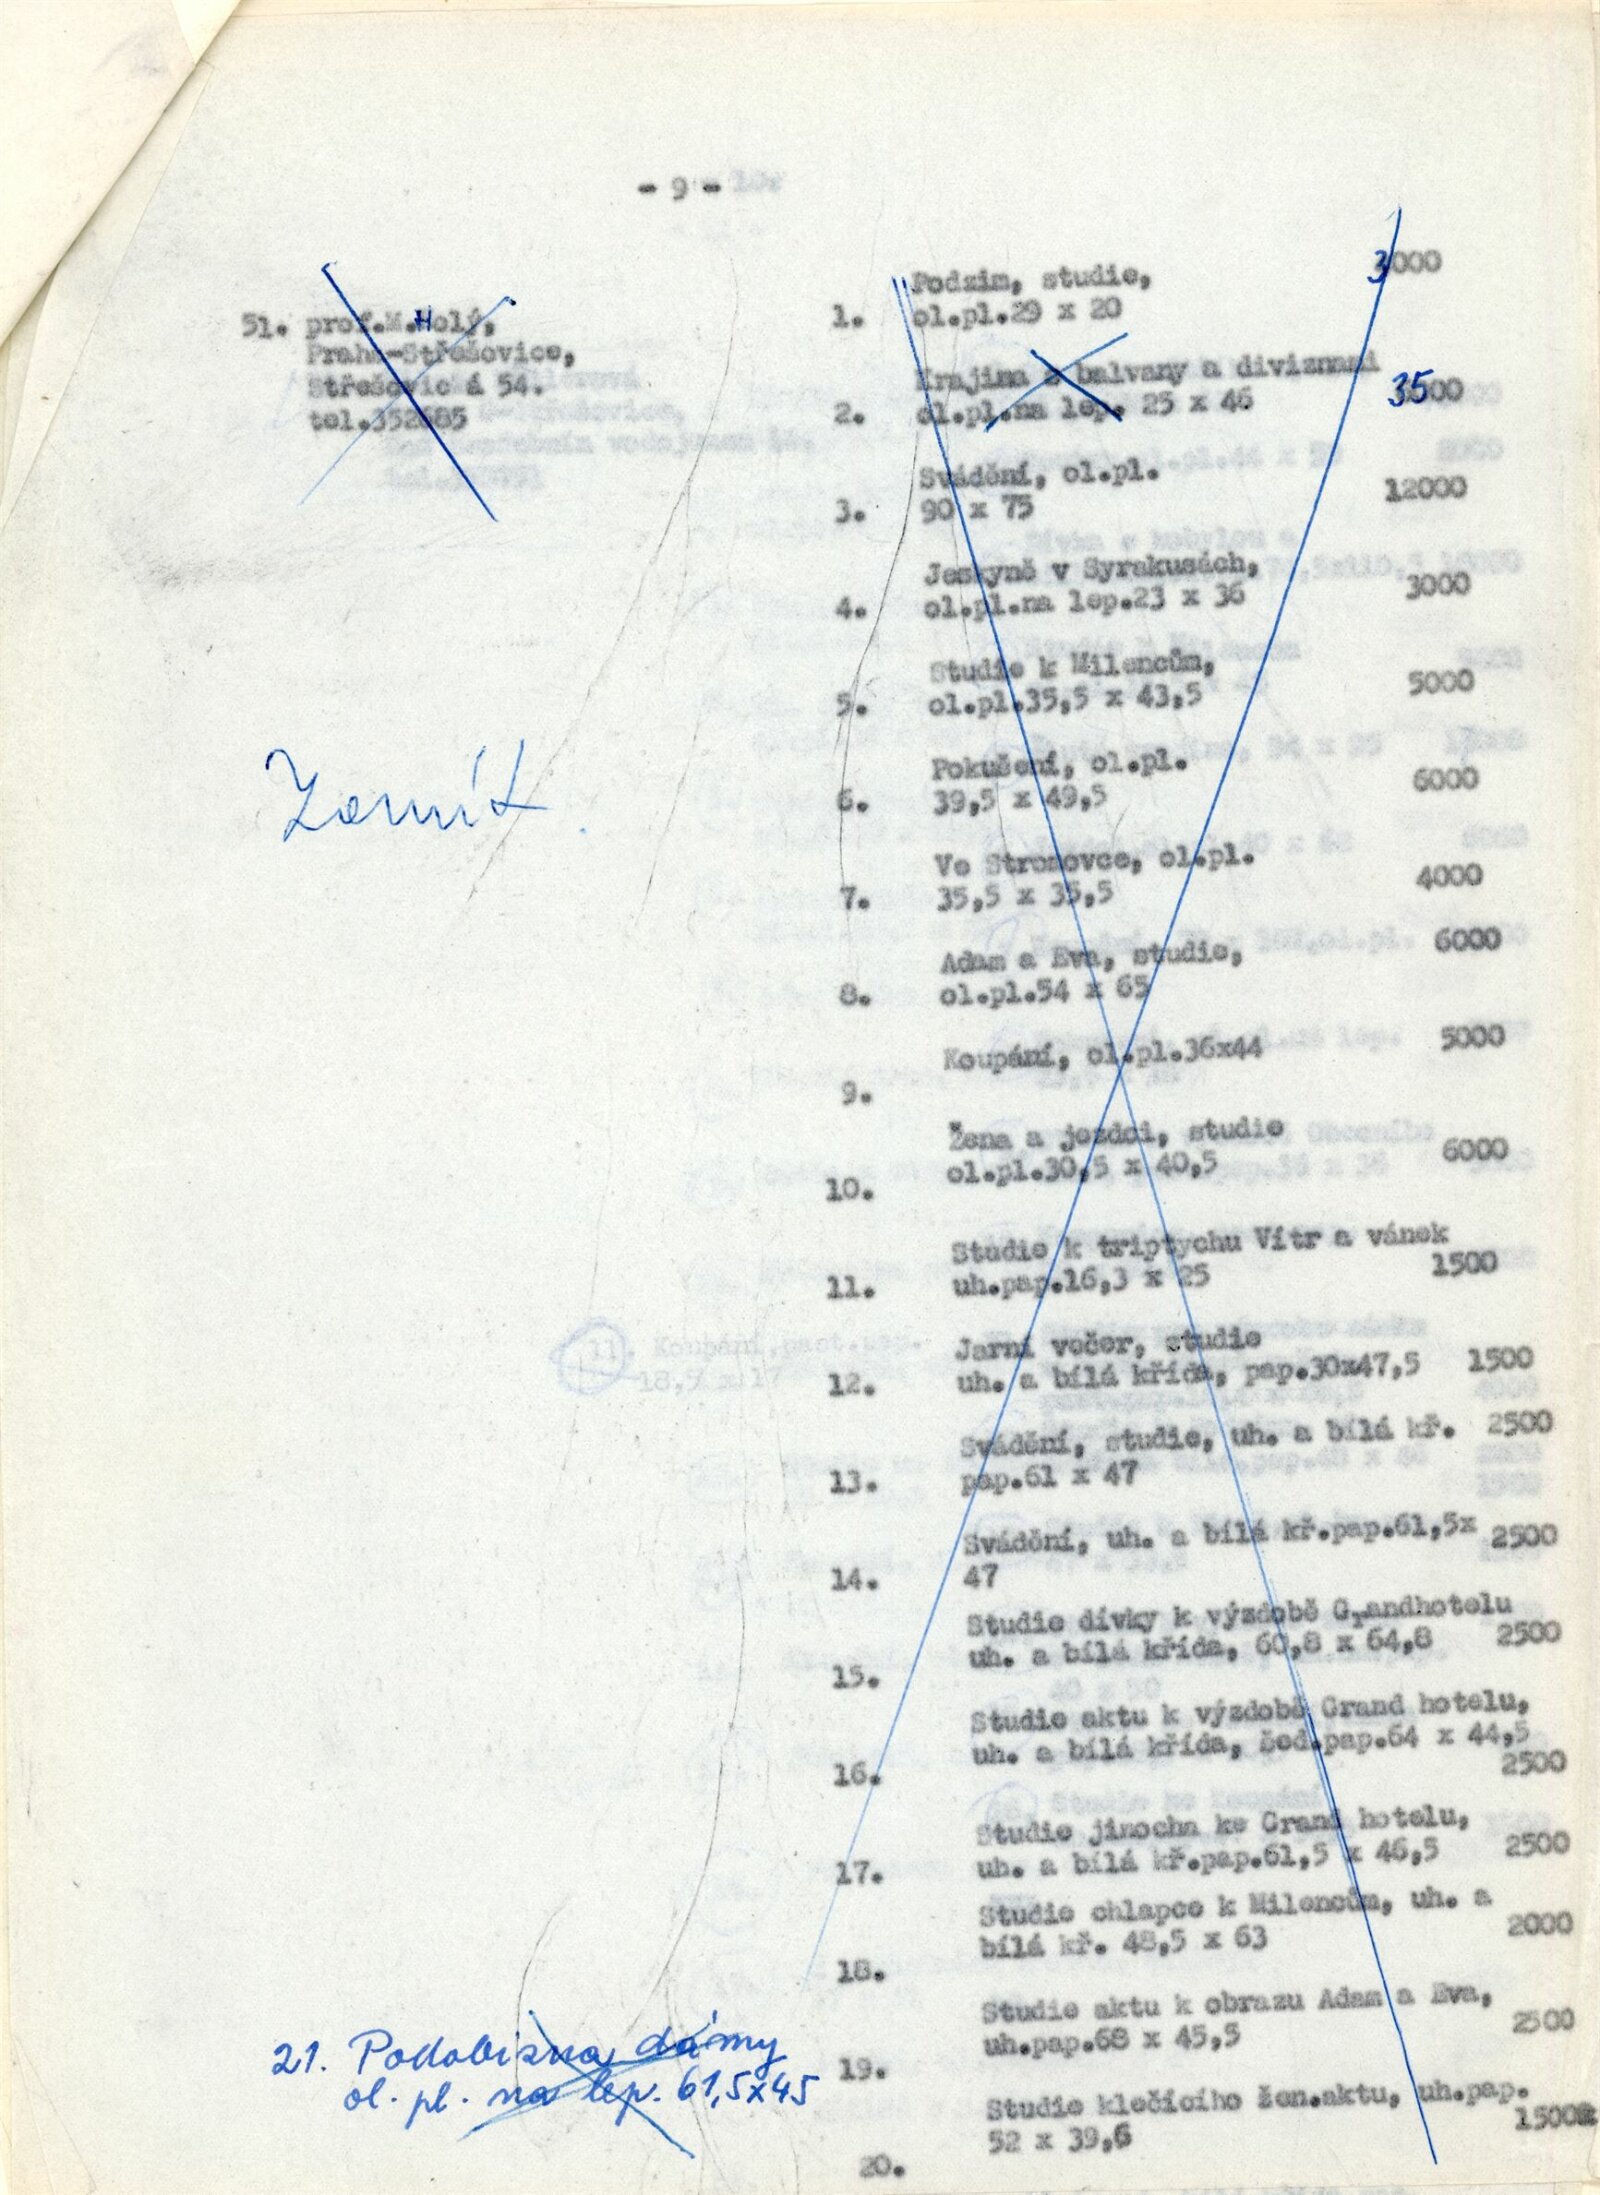 - 9 -
51. prof.M.Holý,
Praha-Střešovice,
Střešovic á 54.
tel.352685
1. Podzim, studie,
ol.pl.29 x 20
3000
2. Krajina s balvany a diviznami
ol.pl.na lep. 25 x 46
3500
3. Svádění, ol.pl.
90 x 75
12000
4. Jeskyně v Syrakusách,
ol.pl.na lep.23 x 36
3000
5. Studie k Milencům,
ol.pl.35,5 x 43,5
5000
6. Pokušení, ol.pl.
39,5 x 49,5
6000
7. Ve Stromovce, ol.pl.
35,5 x 35,5
4000
8. Adam a Eva, studie,
ol.pl.54 x 65
6000
9. Koupání, ol.pl.36x44
5000
10. Žena a jezdci, studie
ol.pl.30,5 x 40,5
6000
11. Studie k triptychu Vítr a vánek
uh.pap.16,3 x 25
1500
11. Koupání,past.
18,5 x 17
12. Jarní večer, studie
uh. a bílá křída, pap.30x47,5
1500
13. Svádění, studie, uh. a bílá kř.
pap.61 x 47
2500
14. Svádění, uh. a bílá kř.pap.61,5x
47
2500
15. Studie dívky k výzdobě Grandhotelu
uh. a bílá křída, 60,8 x 64,8
2500
16. Studie aktu k výzdobě Grand hotelu,
uh. a bílá křída, šed.pap.64 x 44,5
2500
17. Studie jinocha ke Grand hotelu,
uh. a bílá kř.pap.61,5 x 46,5
2500
18. Studie chlapce k Milencům, uh. a
bílá kř. 48,5 x 63
2000
19. Studie aktu k obrazu Adam a Eva,
uh.pap.68 x 45,5
2500
20. Studie klečícího žen.aktu, uh.pap.
52 x 39,6
1500
21. Podobizna dámy
ol. pl. na lep. 61,5x45